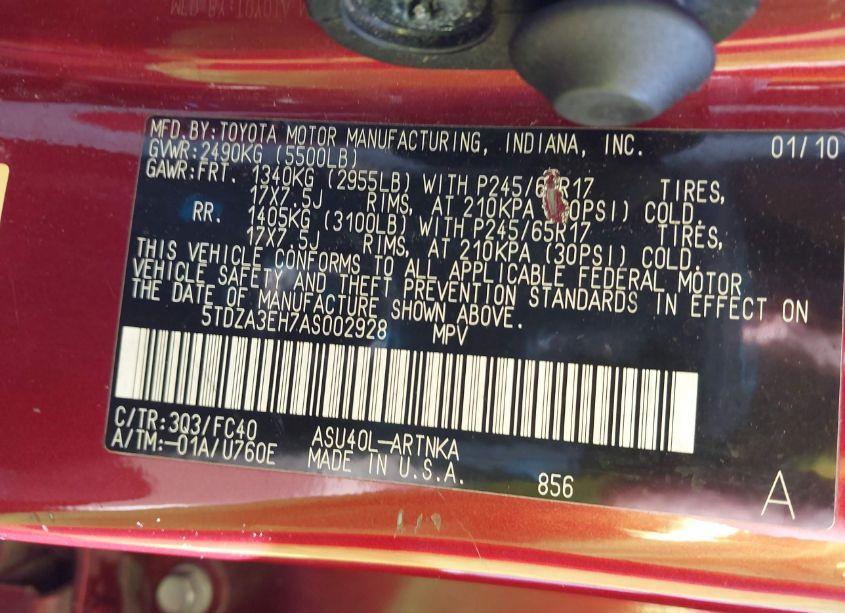 MFD. BY: TOYOTA MOTOR MANUFACTURING, INDIANA, INC. 01/10
GVWR: 2490KG (5500LB)
GAWR: FRT. 1340KG (2955LB) WITH P245/6 R17 TIRES,
17X7.5J RIMS, AT 210KPA 0PSI) COLD.
RR. 1405KG (3100LB) WITH P245/65R17 TIRES,
17X7.5J RIMS, AT 210KPA (30PSI) COLD.
THIS VEHICLE CONFORMS TO ALL APPLICABLE FEDERAL MOTOR
VEHICLE SAFETY AND THEFT PREVENTION STANDARDS IN EFFECT ON
THE DATE OF MANUFACTURE SHOWN ABOVE.
5TDZA3EH7AS002928 MPV
C/TR: 3Q3/FC40 ASU40L-ARTNKA
A/TM: -01A/U760E MADE IN U.S.A. 856
A